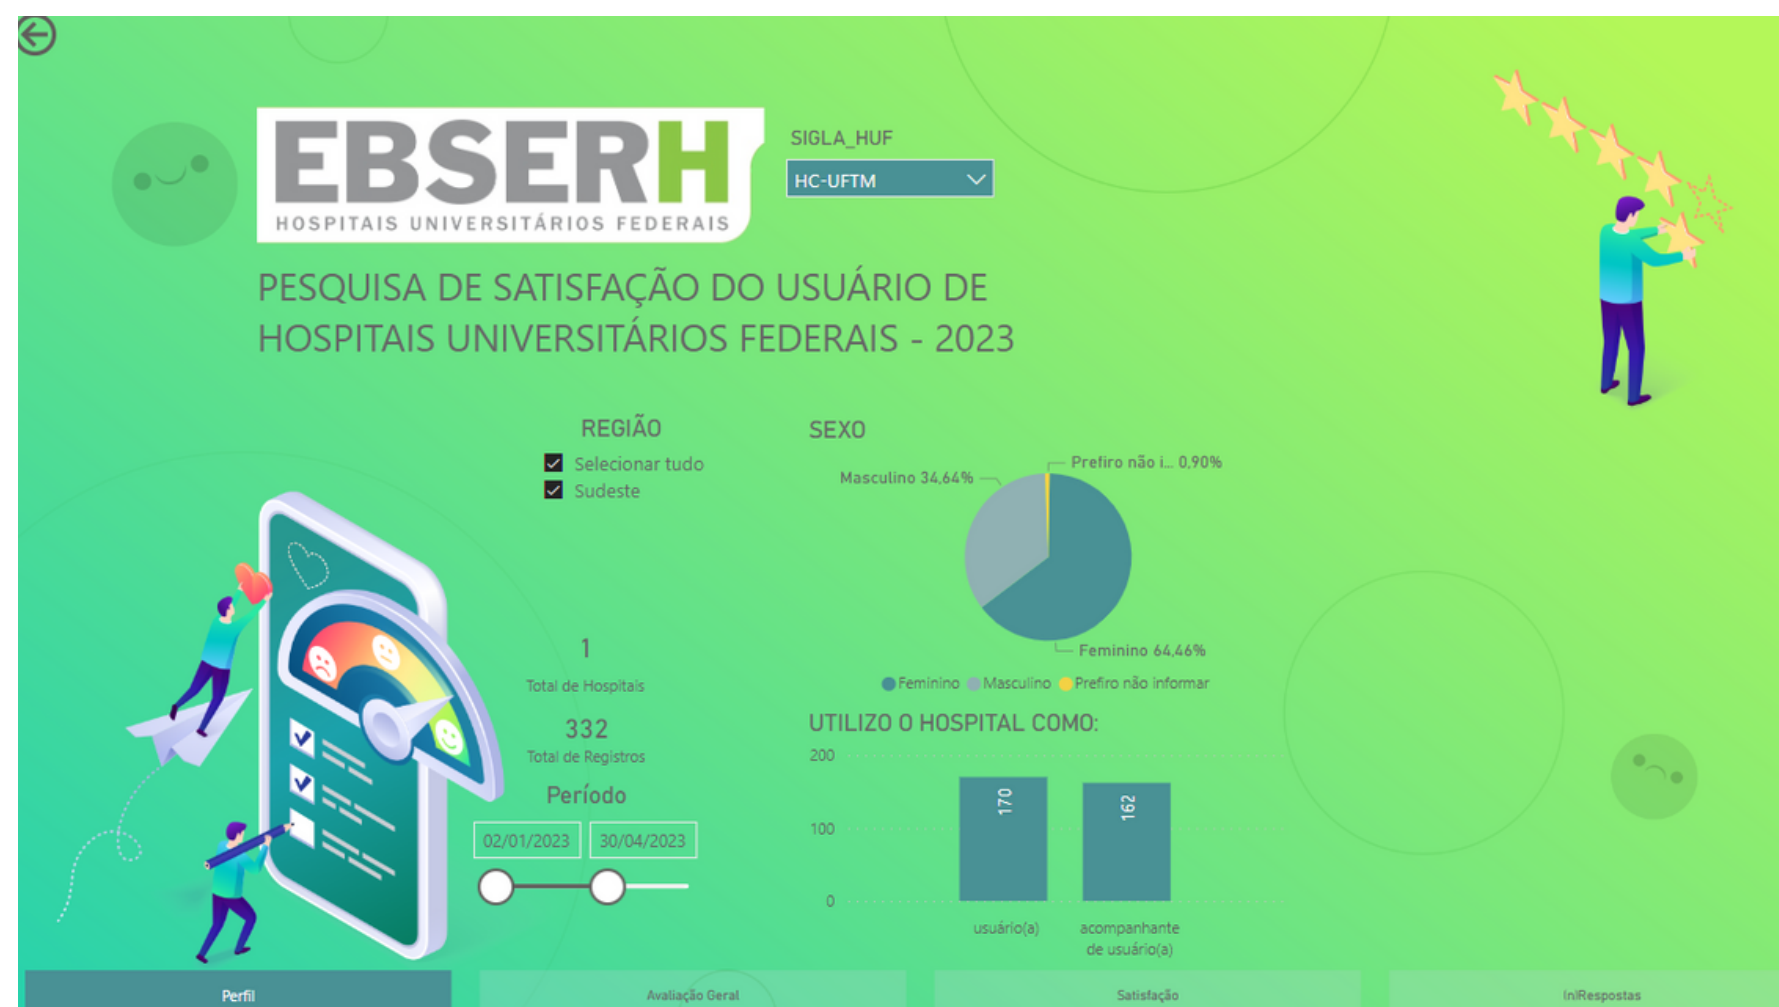 EBSERH
HOSPITAIS UNIVERSITÁRIOS FEDERAIS
SIGLA_HUF
HC-UFTM
PESQUISA DE SATISFAÇÃO DO USUÁRIO DE
HOSPITAIS UNIVERSITÁRIOS FEDERAIS - 2023
REGIÃO
Selecionar tudo
Sudeste
1
Total de Hospitais
332
Total de Registros
Período
02/01/2023 30/04/2023
SEXO
Prefiro não i... 0,90%
Masculino 34,64%
Feminino 64,46%
Feminino Masculino Prefiro não informar
UTILIZO O HOSPITAL COMO:
200
100
0
170
162
usuário(a)
acompanhante
de usuário(a)
Perfil
Avaliação Geral
Satisfação
(n)Respostas